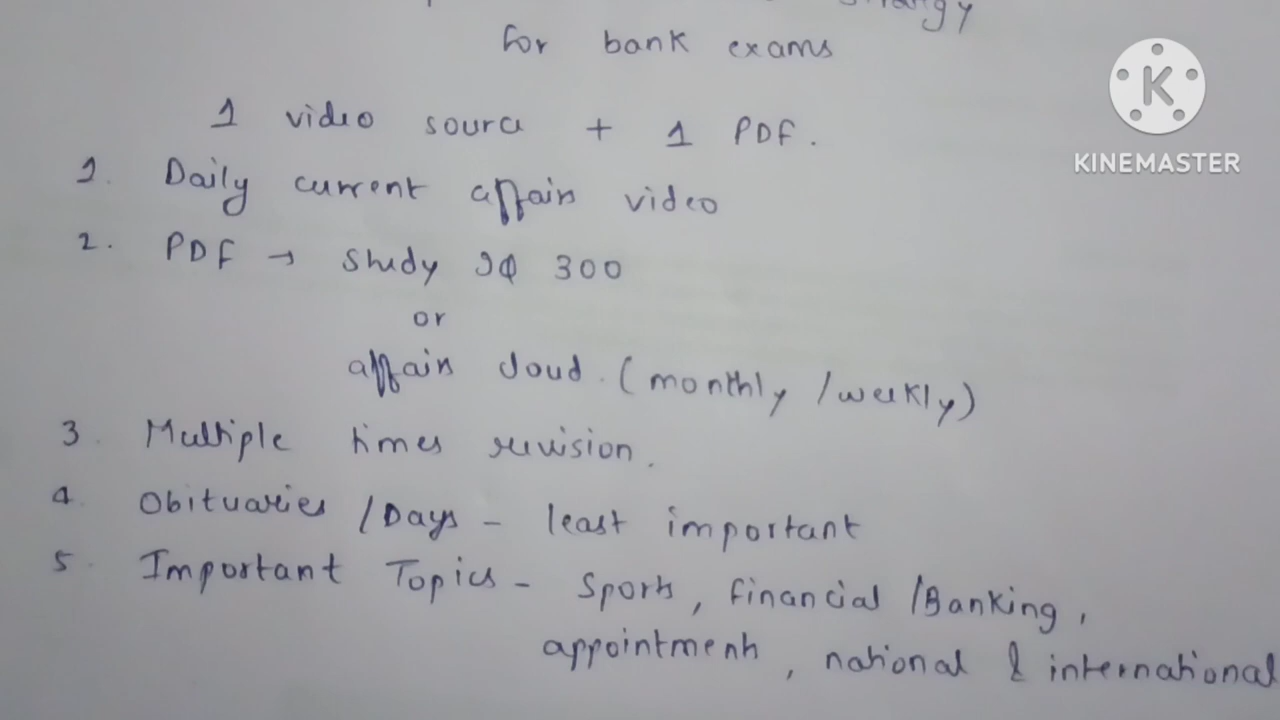 for bank exams
1 video source + 1 PDF.
1. Daily current affairs video
2. PDF → Study IQ 300
or
affairs cloud. (monthly /weekly)
3. Multiple times revision.
4. Obituaries /Days - least important
5. Important Topics - Sports, financial /Banking,
appointments, national & international
K
KINEMASTER